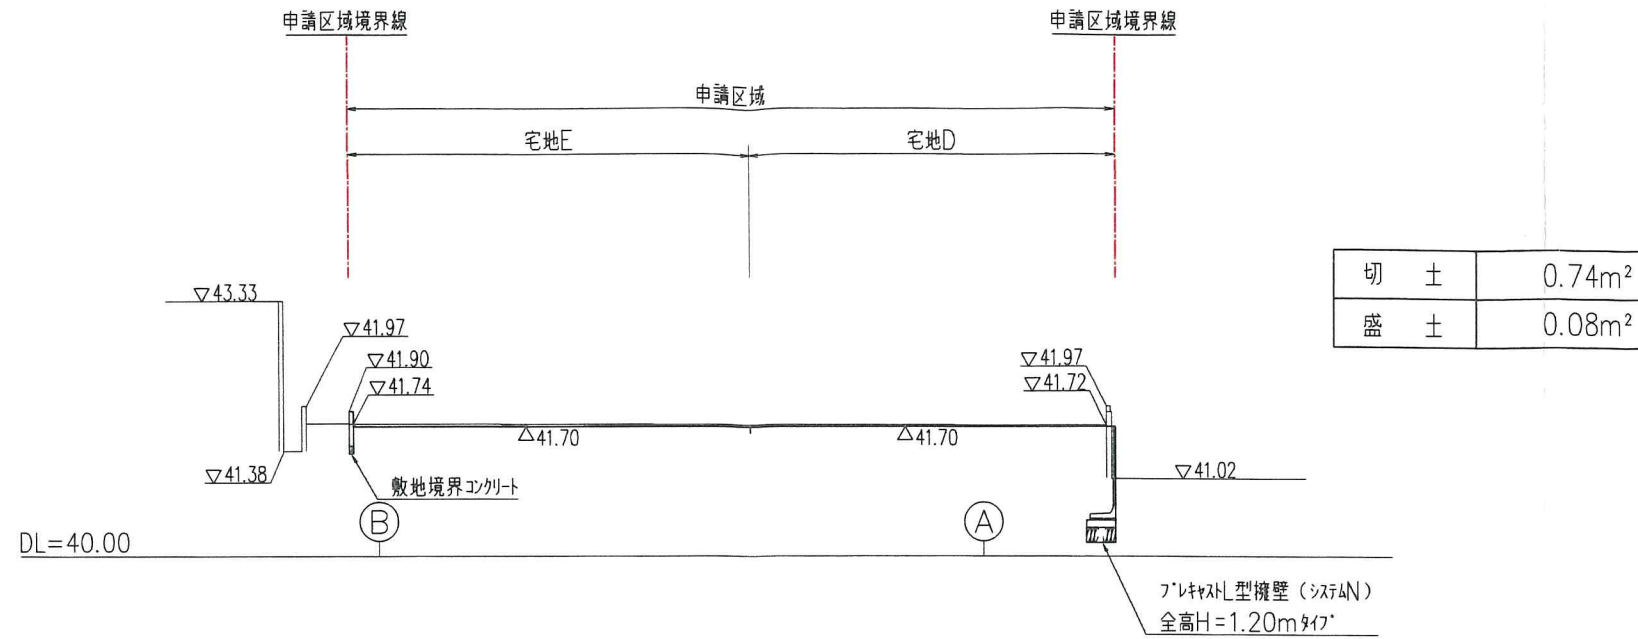 申請区域境界線
申請区域境界線
申請区域
宅地E
宅地D
切 土 0.74m²
盛 土 0.08m²
▽43.33
▽41.97
▽41.90
▽41.74
▽41.97
▽41.72
△41.70
△41.70
▽41.38
▽41.02
敷地境界コンクリート
B
A
DL=40.00
プレキャストL型擁壁(システムN)
全高H=1.20mタイプ